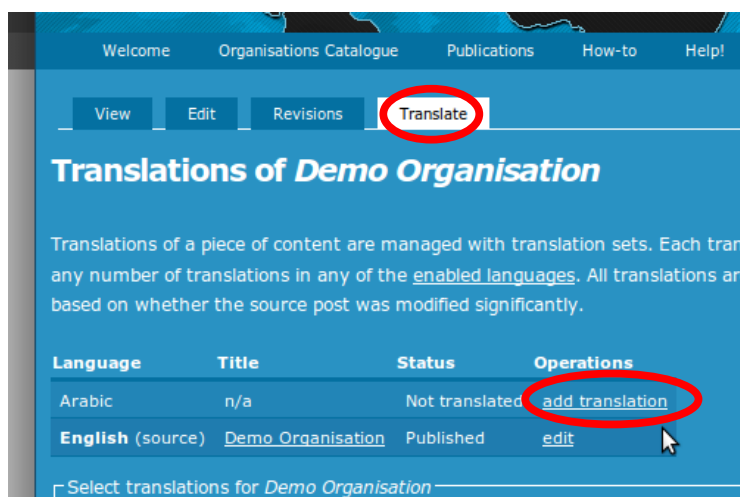 Welcome Organisations Catalogue Publications How-to Help!
View Edit Revisions Translate
Translations of Demo Organisation
Translations of a piece of content are managed with translation sets. Each
any number of translations in any of the enabled languages. All translations
based on whether the source post was modified significantly.
Language Title Status Operations
Arabic n/a Not translated add translation
English (source) Demo Organisation Published edit
Select translations for Demo Organisation